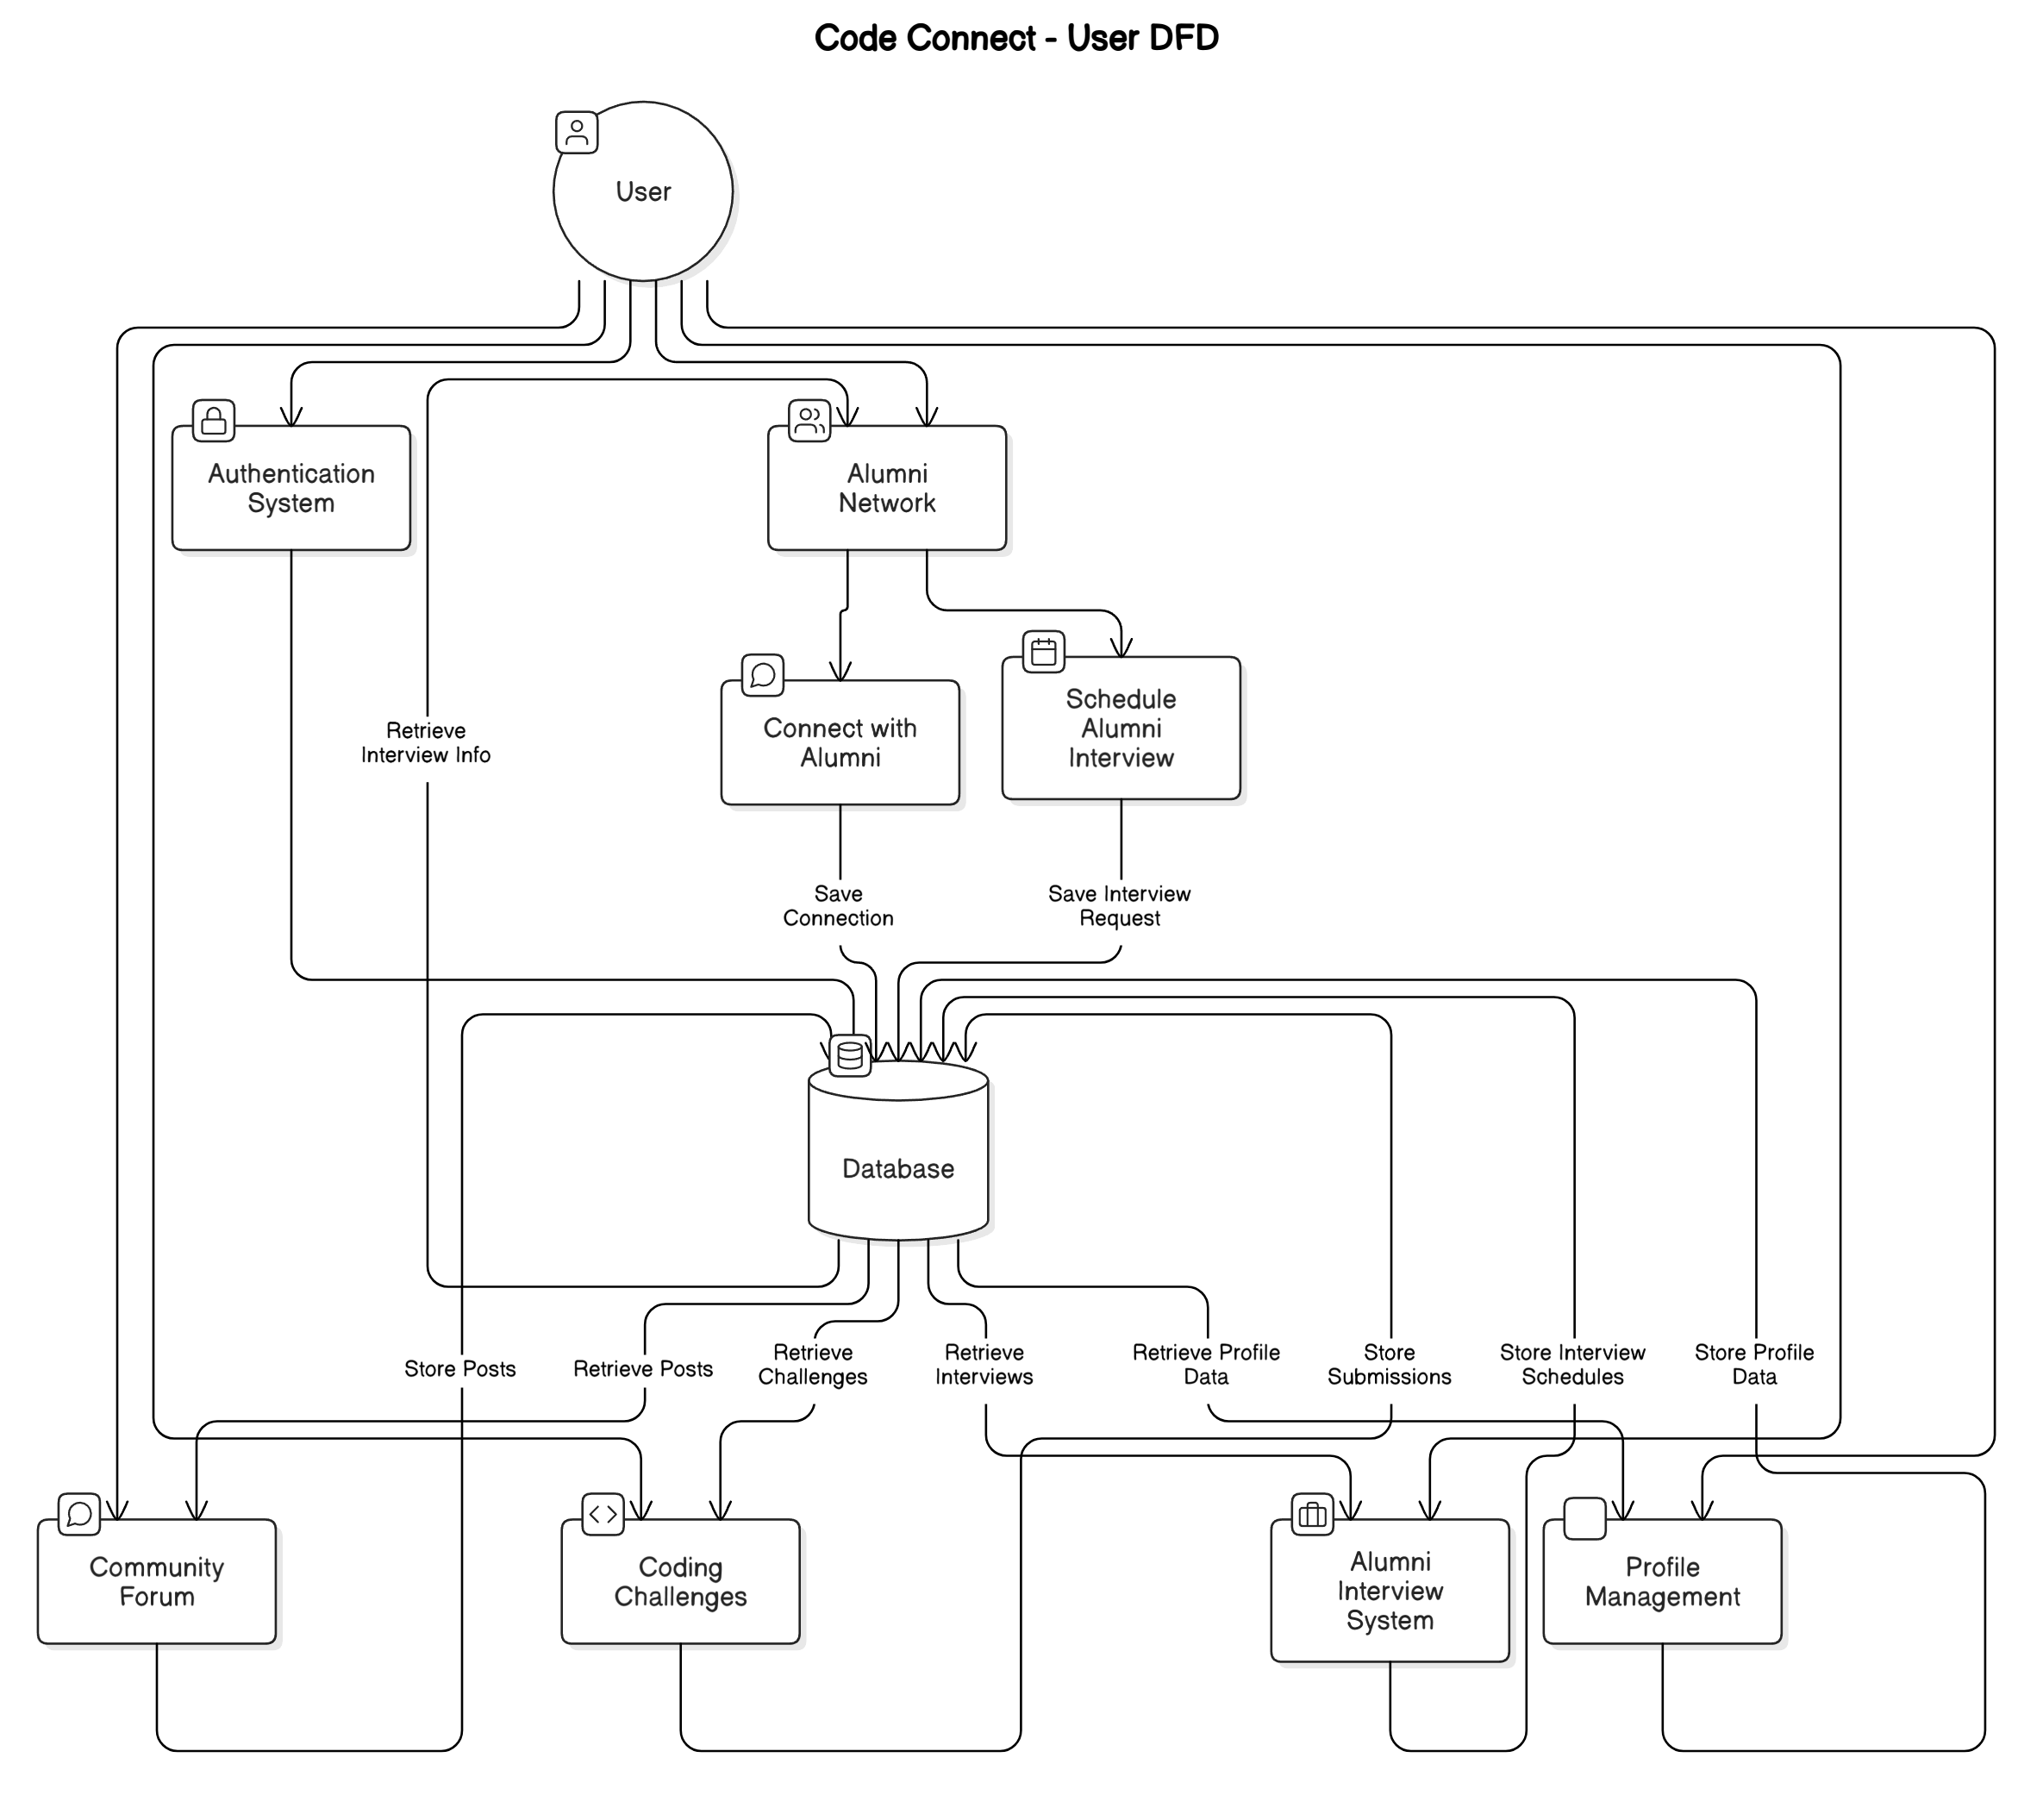 Code Connect - User DFD
User
Authentication
System
Alumni
Network
Retrieve
Interview Info
Connect with
Alumni
Schedule
Alumni
Interview
Save
Connection
Save Interview
Request
Database
Store Posts
Retrieve Posts
Retrieve
Challenges
Retrieve
Interviews
Retrieve Profile
Data
Store
Submissions
Store Interview
Schedules
Store Profile
Data
Community
Forum
Coding
Challenges
Alumni
Interview
System
Profile
Management